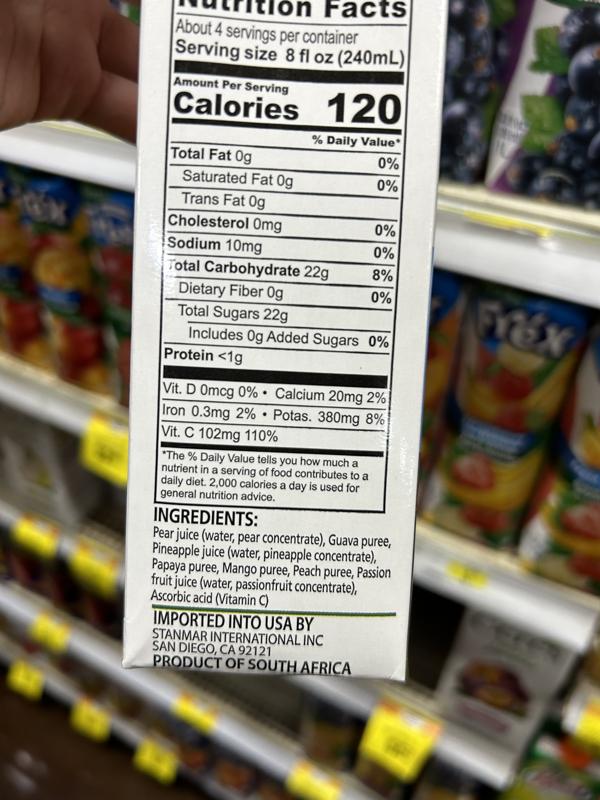 Nutrition Facts
About 4 servings per container
Serving size 8 fl oz (240mL)
Amount Per Serving
Calories 120
% Daily Value*
Total Fat 0g 0%
Saturated Fat 0g 0%
Trans Fat 0g
Cholesterol 0mg 0%
Sodium 10mg 0%
Total Carbohydrate 22g 8%
Dietary Fiber 0g 0%
Total Sugars 22g
Includes 0g Added Sugars 0%
Protein <1g
Vit. D 0mcg 0% • Calcium 20mg 2%
Iron 0.3mg 2% • Potas. 380mg 8%
Vit. C 102mg 110%
*The % Daily Value tells you how much a
nutrient in a serving of food contributes to a
daily diet. 2,000 calories a day is used for
general nutrition advice.
INGREDIENTS:
Pear juice (water, pear concentrate), Guava puree,
Pineapple juice (water, pineapple concentrate),
Papaya puree, Mango puree, Peach puree, Passion
fruit juice (water, passionfruit concentrate),
Ascorbic acid (Vitamin C)
IMPORTED INTO USA BY
STANMAR INTERNATIONAL INC
SAN DIEGO, CA 92121
PRODUCT OF SOUTH AFRICA
Fréx